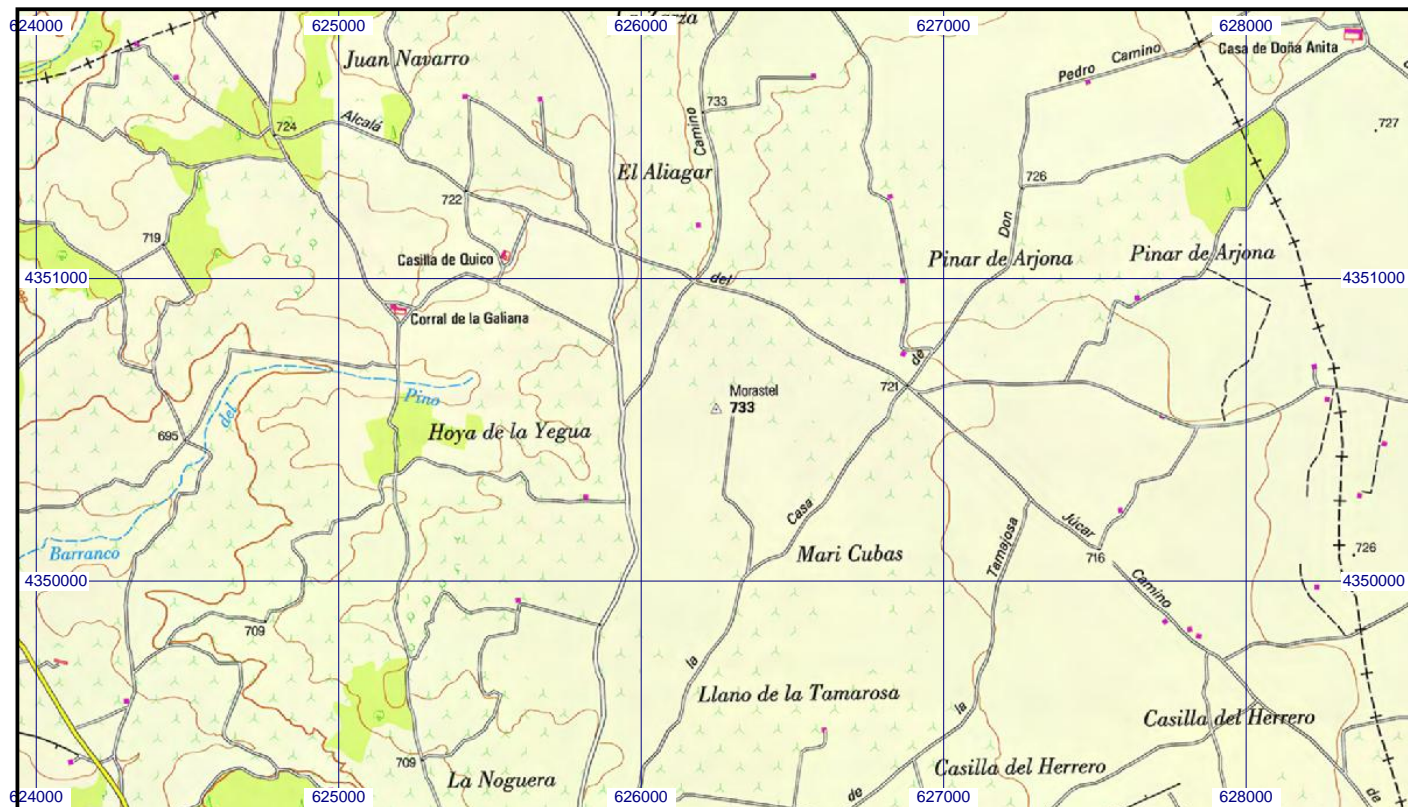 624000 625000 626000 627000 628000
Casa de Doña Anita
Juan Navarro
Pedro Camino
733
Alcalá
724
727
Camino
El Aliagar
726
722
Don
719
Casilla de Quico
Pinar de Arjona
Pinar de Arjona
4351000 4351000
del
Corral de la Galiana
de
721
Morastel
733
Pino
del
695
Hoya de la Yegua
Casa
Júcar
Tamajosa
Barranco
Mari Cubas
716
726
4350000 4350000
Camino
709
la
Llano de la Tamarosa
la
Casilla del Herrero
709
La Noguera
Casilla del Herrero
de
de
624000 625000 626000 627000 628000